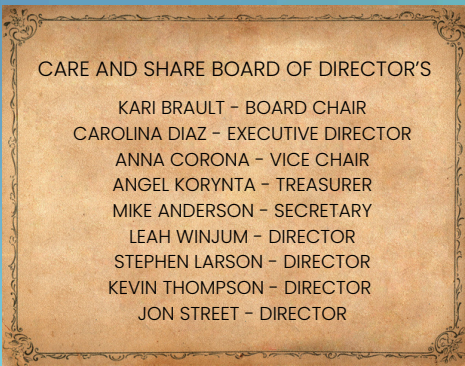 CARE AND SHARE BOARD OF DIRECTOR'S
KARI BRAULT - BOARD CHAIR
CAROLINA DIAZ - EXECUTIVE DIRECTOR
ANNA CORONA - VICE CHAIR
ANGEL KORYNTA - TREASURER
MIKE ANDERSON - SECRETARY
LEAH WINJUM - DIRECTOR
STEPHEN LARSON - DIRECTOR
KEVIN THOMPSON - DIRECTOR
JON STREET - DIRECTOR